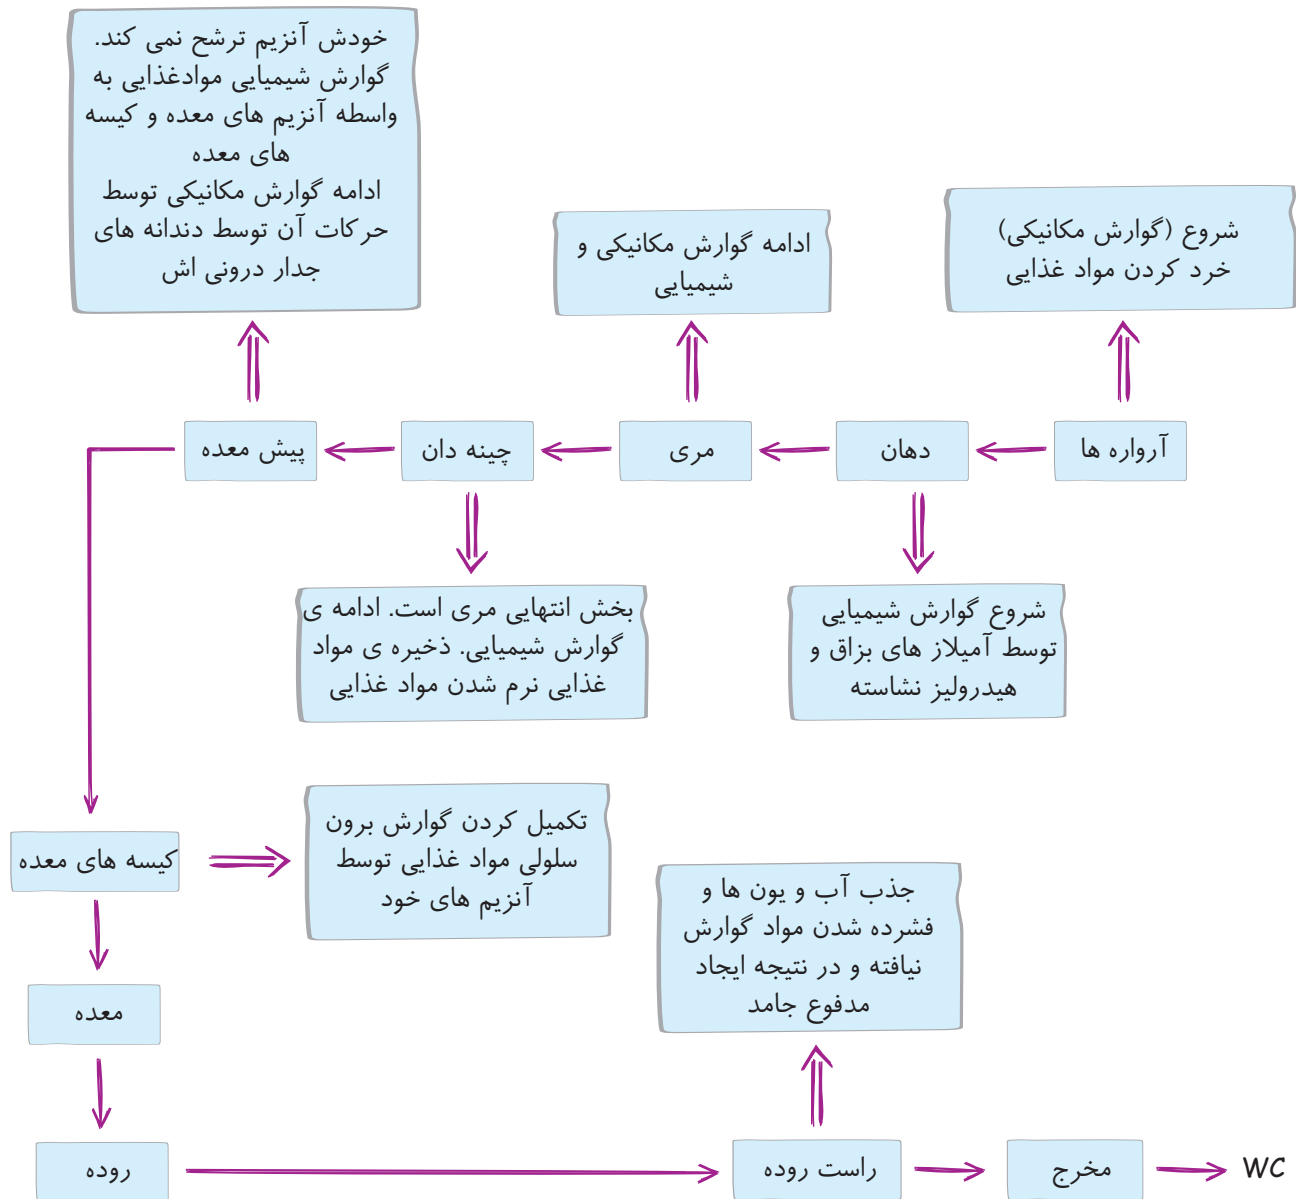 خودش آنزیم ترشح نمی کند.
گوارش شیمیایی موادغذایی به
واسطه آنزیم های معده و کیسه
های معده
ادامه گوارش مکانیکی توسط
حرکات آن توسط دندانه های
جدار درونی اش
ادامه گوارش مکانیکی و
شیمیایی
شروع (گوارش مکانیکی)
خرد کردن مواد غذایی
آرواره ها
دهان
مری
چینه دان
پیش معده
شروع گوارش شیمیایی
توسط آمیلاز های بزاق و
هیدرولیز نشاسته
بخش انتهایی مری است. ادامه ی
گوارش شیمیایی. ذخیره ی مواد
غذایی نرم شدن مواد غذایی
کیسه های معده
تکمیل کردن گوارش برون
سلولی مواد غذایی توسط
آنزیم های خود
جذب آب و یون ها و
فشرده شدن مواد گوارش
نیافته و در نتیجه ایجاد
مدفوع جامد
معده
روده
راست روده
مخرج
WC